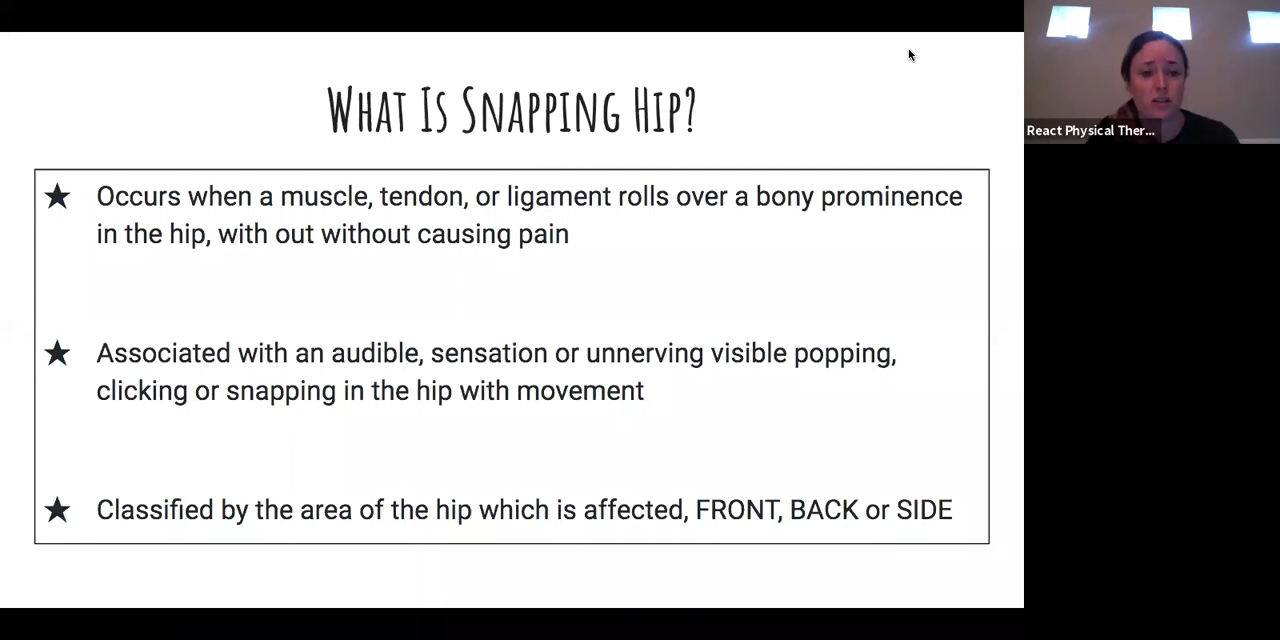 What Is Snapping Hip?
★ Occurs when a muscle, tendon, or ligament rolls over a bony prominence
in the hip, with out without causing pain
★ Associated with an audible, sensation or unnerving visible popping,
clicking or snapping in the hip with movement
★ Classified by the area of the hip which is affected, FRONT, BACK or SIDE
React Physical Ther...